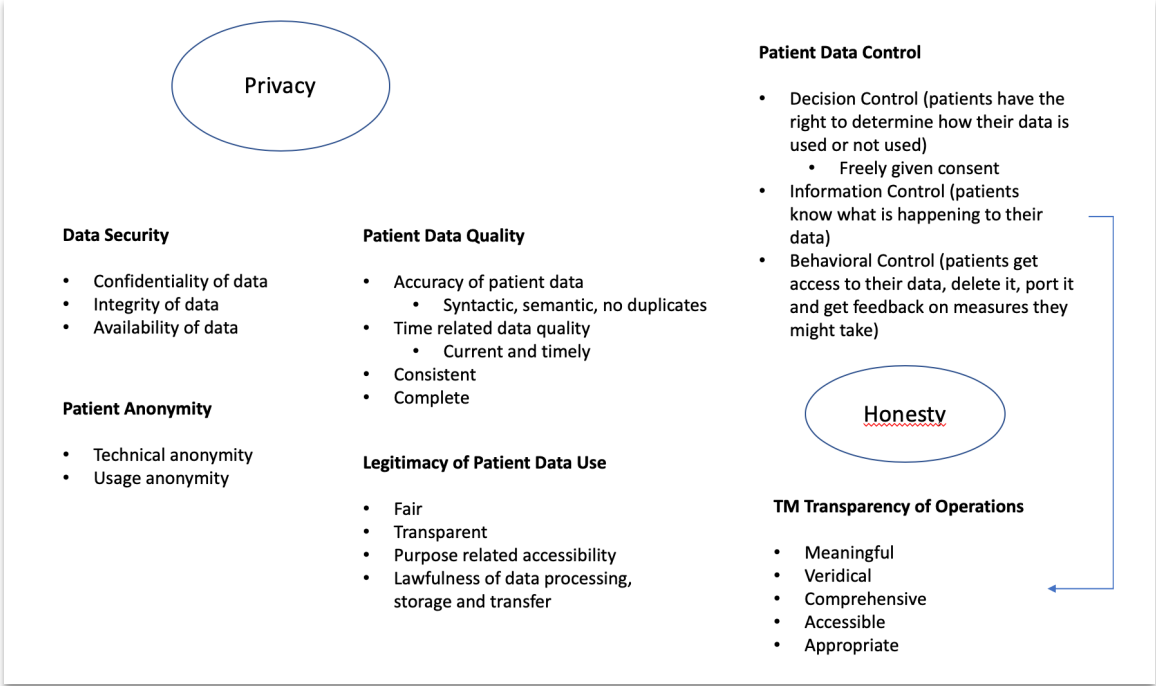 Privacy
Data Security
• Confidentiality of data
• Integrity of data
• Availability of data
Patient Anonymity
• Technical anonymity
• Usage anonymity
Patient Data Quality
• Accuracy of patient data
• Syntactic, semantic, no duplicates
• Time related data quality
• Current and timely
• Consistent
• Complete
Legitimacy of Patient Data Use
• Fair
• Transparent
• Purpose related accessibility
• Lawfulness of data processing,
storage and transfer
Patient Data Control
• Decision Control (patients have the
right to determine how their data is
used or not used)
• Freely given consent
• Information Control (patients
know what is happening to their
data)
• Behavioral Control (patients get
access to their data, delete it, port it
and get feedback on measures they
might take)
Honesty
TM Transparency of Operations
• Meaningful
• Veridical
• Comprehensive
• Accessible
• Appropriate